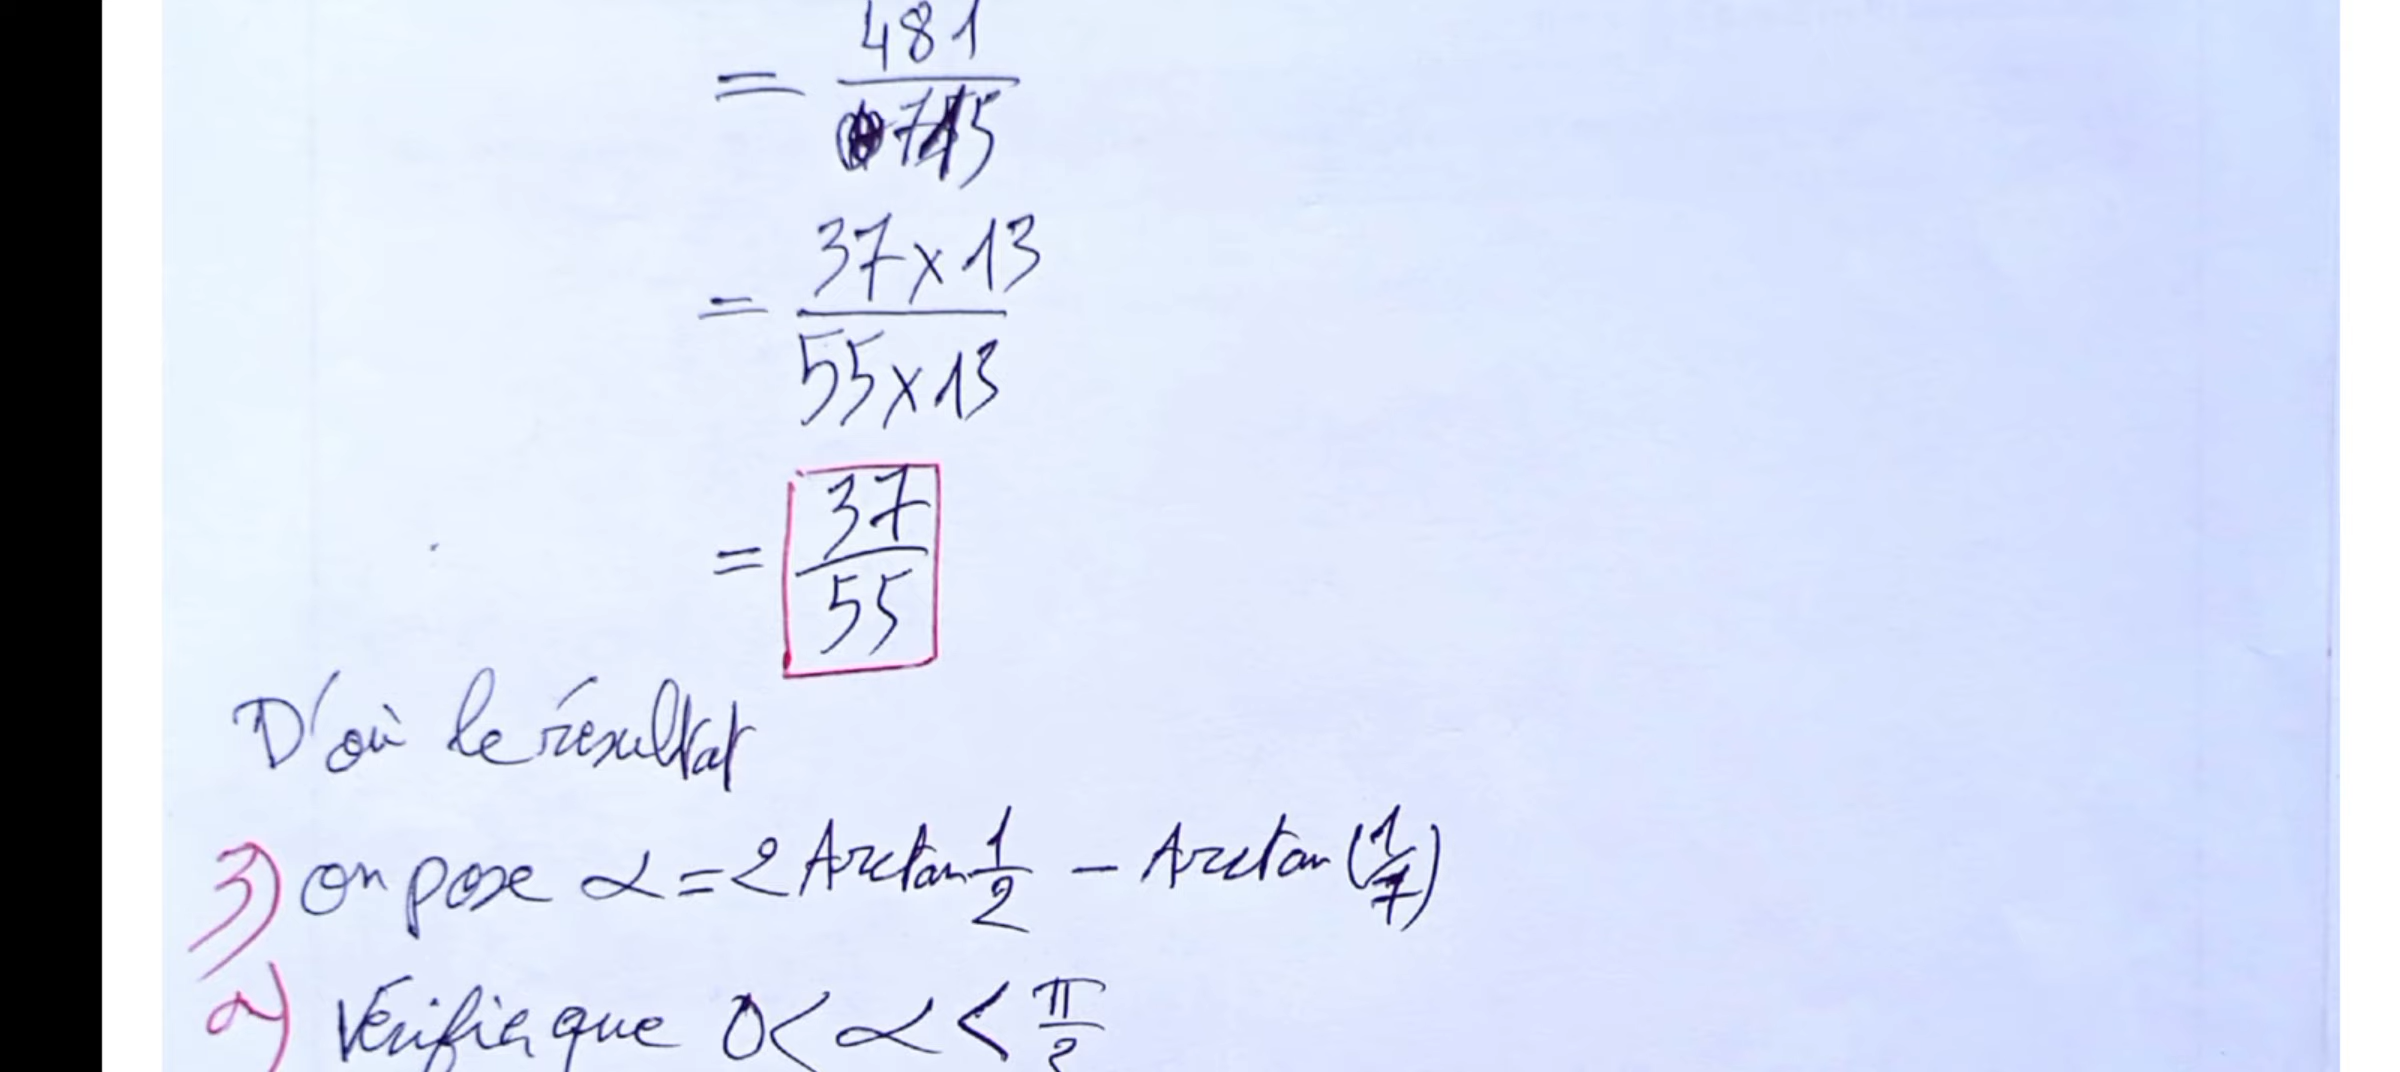 = 481/715
= 37×13/55×13
= 37/55
D'où le résultat
3) on pose α = 2 Arctan 1/2 - Arctan (1/7)
a) Vérifier que 0 < α < π/2